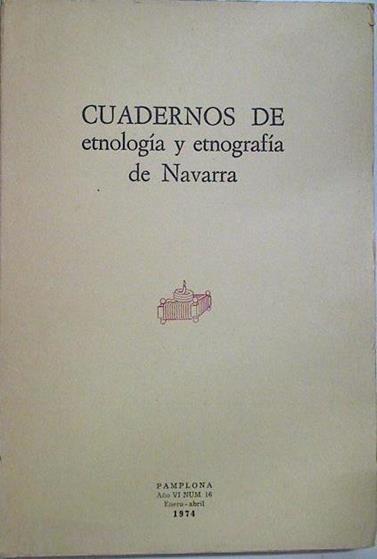 CUADERNOS DE
etnología y etnografía
de Navarra
PAMPLONA
Año VI NUM. 16
Enero - abril
1974